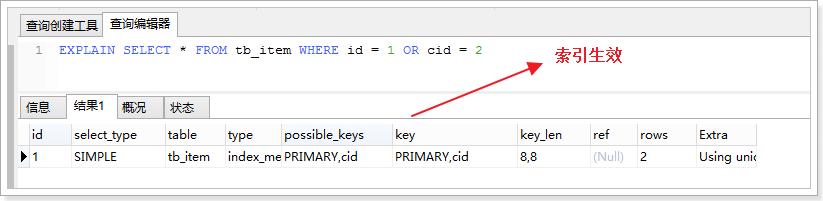 查询创建工具 查询编辑器
1 EXPLAIN SELECT * FROM tb_item WHERE id = 1 OR cid = 2
索引生效
信息 结果1 概况 状态
id select_type table type possible_keys key key_len ref rows Extra
1 SIMPLE tb_item index_me PRIMARY,cid PRIMARY,cid 8,8 (Null) 2 Using unic